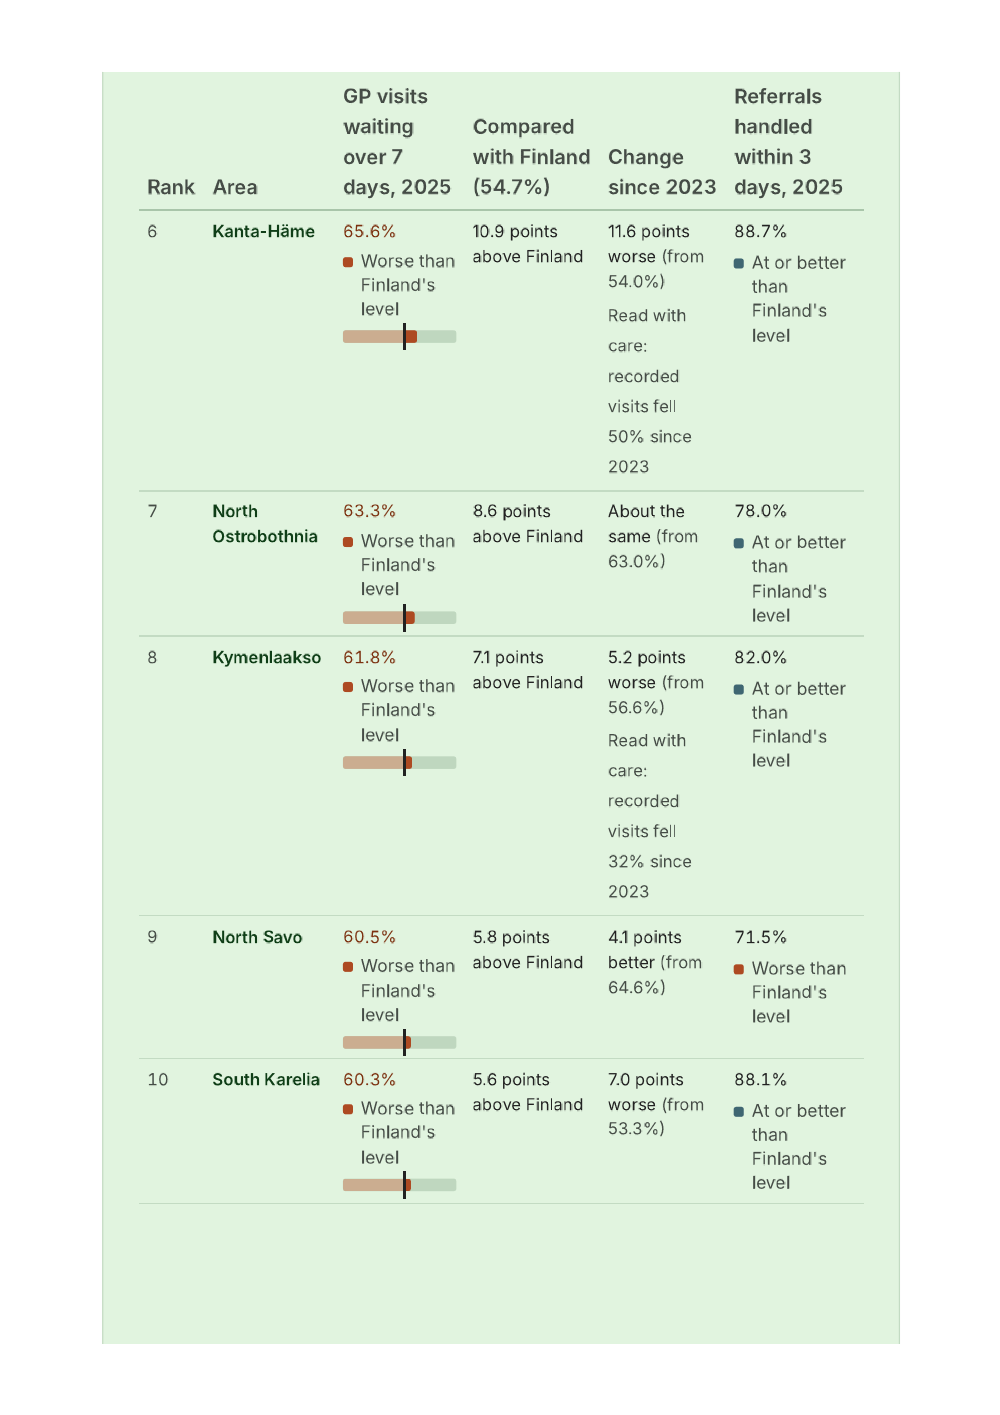 Rank
Area
GP visits
waiting
over 7
days, 2025
Compared
with Finland
(54.7%)
Change
since 2023
Referrals
handled
within 3
days, 2025
6
Kanta-Häme
65.6%
Worse than
Finland's
level
10.9 points
above Finland
11.6 points
worse (from
54.0%)
Read with
care:
recorded
visits fell
50% since
2023
88.7%
At or better
than
Finland's
level
7
North
Ostrobothnia
63.3%
Worse than
Finland's
level
8.6 points
above Finland
About the
same (from
63.0%)
78.0%
At or better
than
Finland's
level
8
Kymenlaakso
61.8%
Worse than
Finland's
level
7.1 points
above Finland
5.2 points
worse (from
56.6%)
Read with
care:
recorded
visits fell
32% since
2023
82.0%
At or better
than
Finland's
level
9
North Savo
60.5%
Worse than
Finland's
level
5.8 points
above Finland
4.1 points
better (from
64.6%)
71.5%
Worse than
Finland's
level
10
South Karelia
60.3%
Worse than
Finland's
level
5.6 points
above Finland
7.0 points
worse (from
53.3%)
88.1%
At or better
than
Finland's
level